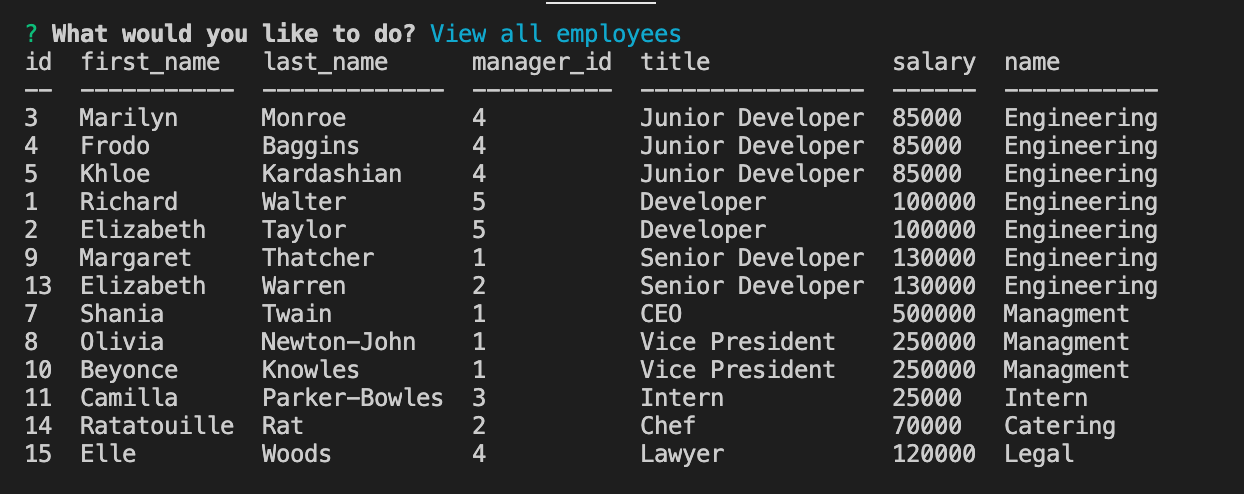 ? What would you like to do? View all employees
id  first_name   last_name      manager_id  title             salary  name
--  -----------  -------------  ----------  ----------------  ------  -----------
3   Marilyn      Monroe         4           Junior Developer  85000   Engineering
4   Frodo        Baggins        4           Junior Developer  85000   Engineering
5   Khloe        Kardashian     4           Junior Developer  85000   Engineering
1   Richard      Walter         5           Developer         100000  Engineering
2   Elizabeth    Taylor         5           Developer         100000  Engineering
9   Margaret     Thatcher       1           Senior Developer  130000  Engineering
13  Elizabeth    Warren         2           Senior Developer  130000  Engineering
7   Shania       Twain          1           CEO               500000  Managment
8   Olivia       Newton-John    1           Vice President    250000  Managment
10  Beyonce      Knowles        1           Vice President    250000  Managment
11  Camilla      Parker-Bowles  3           Intern            25000   Intern
14  Ratatouille  Rat            2           Chef              70000   Catering
15  Elle         Woods          4           Lawyer            120000  Legal